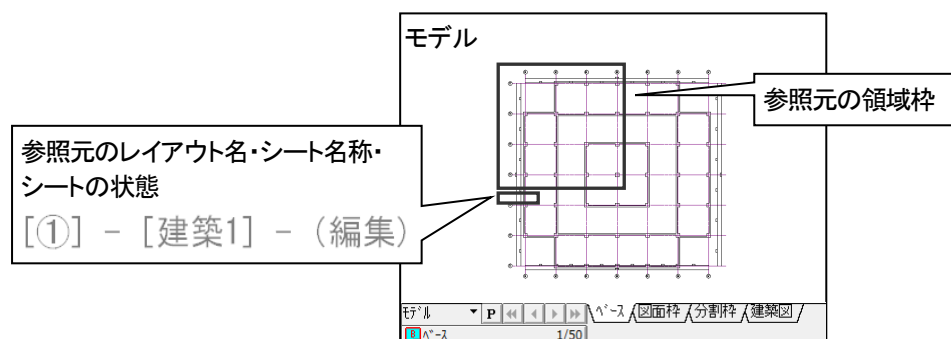 モデル
参照元の領域枠
参照元のレイアウト名・シート名称・
シートの状態
[①] - [建築1] - (編集)
ﾓﾃﾞﾙ P ﾍﾞｰｽ 図面枠 分割枠 建築図
B ﾍﾞｰｽ 1/50